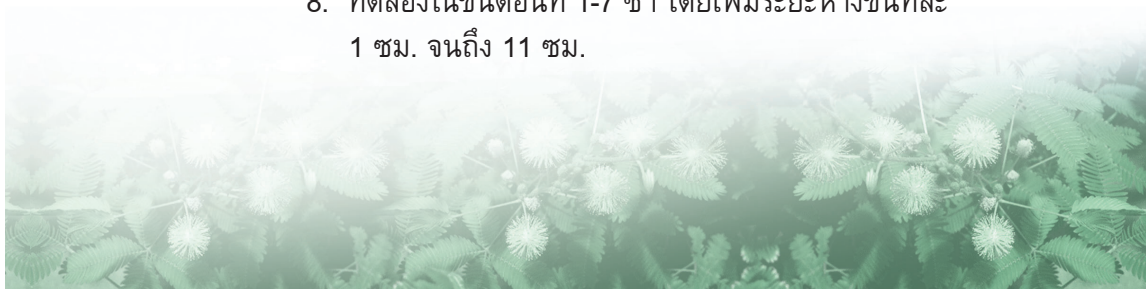 8. ทดลองในขั้นตอนที่ 1-7 ซ้ำ โดยเพิ่มระยะห่างขึ้นทีละ
1 ซม. จนถึง 11 ซม.